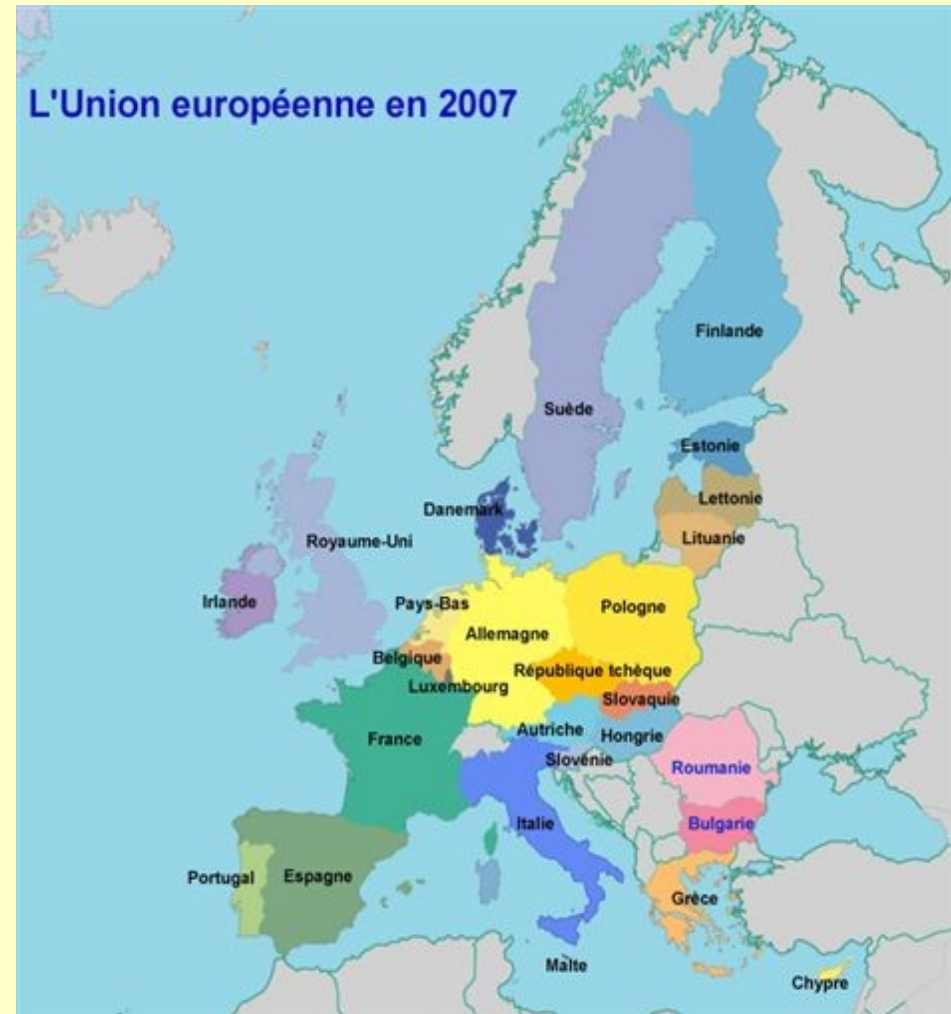 L'Union européenne en 2007
Finlande
Suède
Estonie
Lettonie
Danemark
Lituanie
Royaume-Uni
Irlande
Pays-Bas
Pologne
Allemagne
Belgique
République tchèque
Luxembourg
Slovaquie
Autriche
Hongrie
France
Slovénie
Roumanie
Italie
Bulgarie
Portugal
Espagne
Grèce
Malte
Chypre